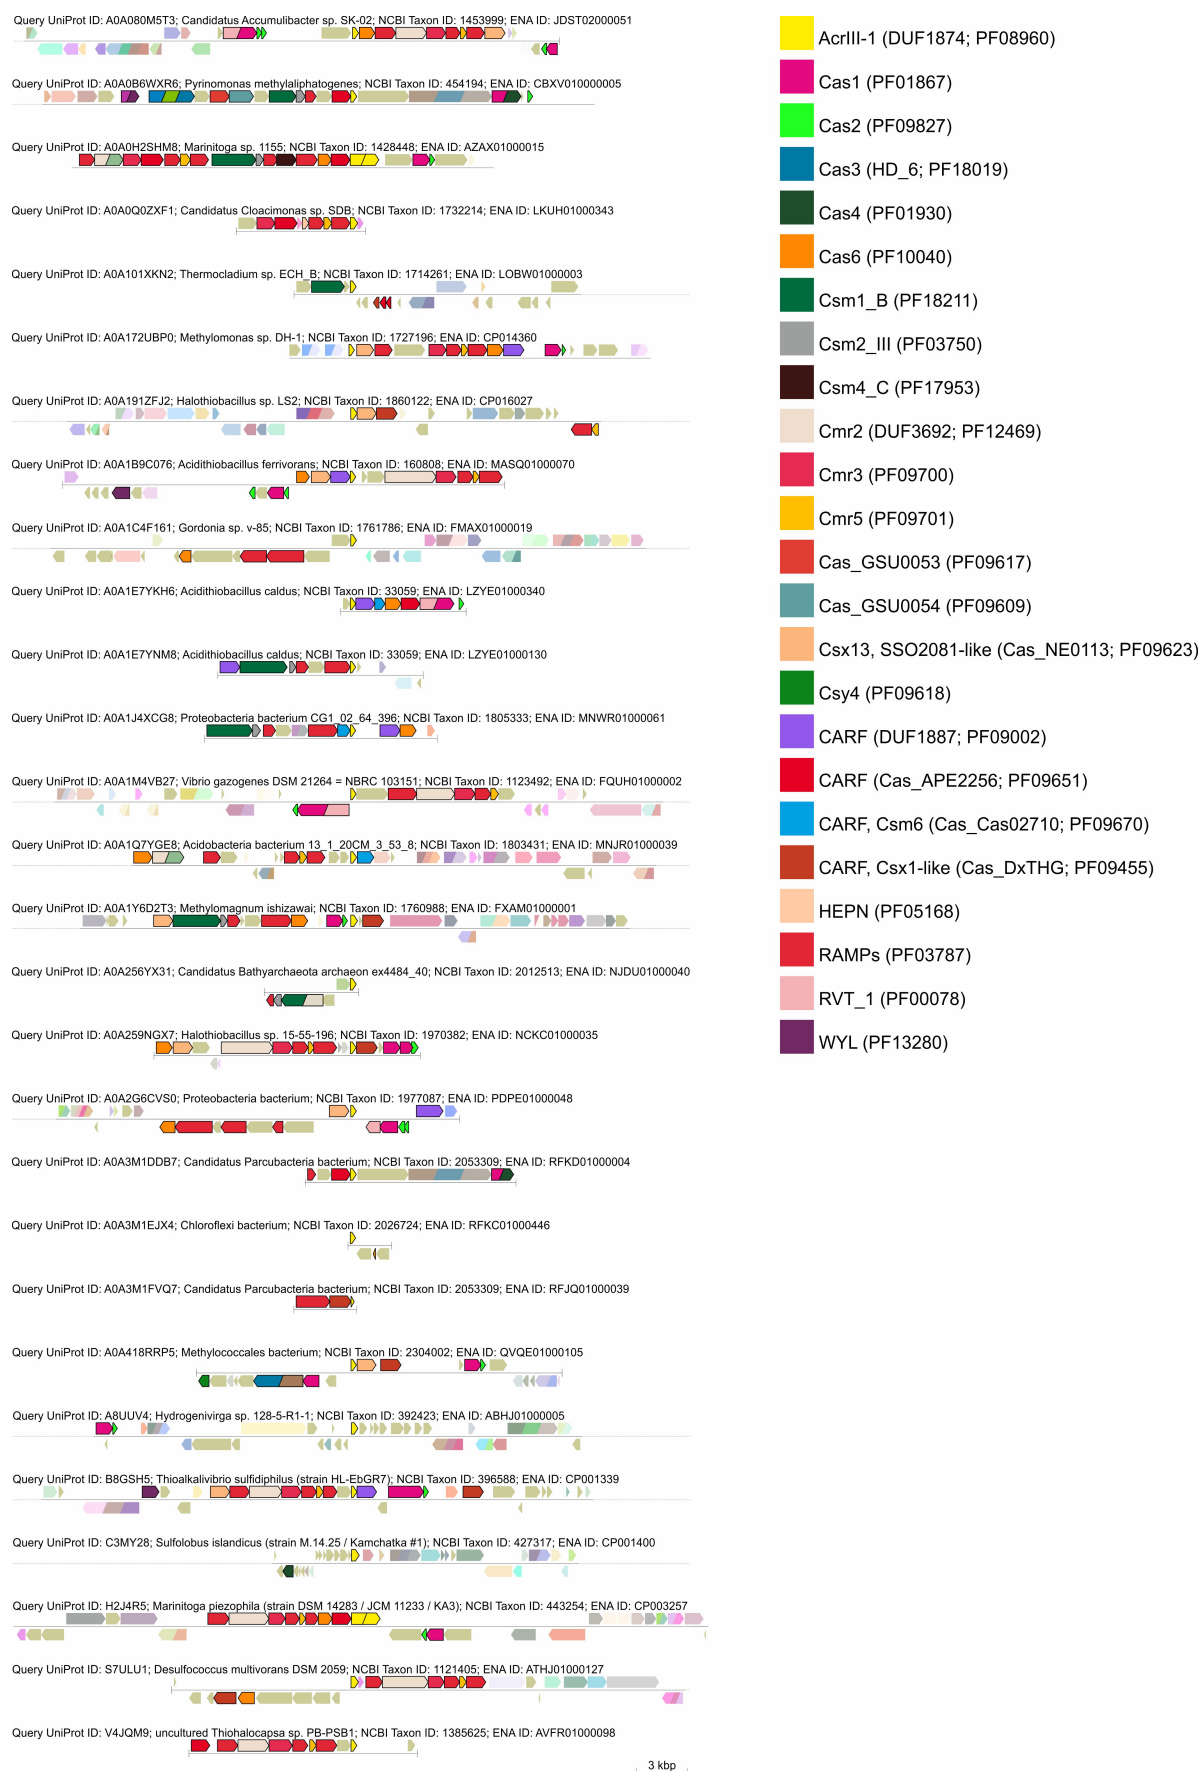 Query UniProt ID: A0A080M5T3; Candidatus Accumulibacter sp. SK-02; NCBI Taxon ID: 1453999; ENA ID: JDST02000051
Query UniProt ID: A0A0B6WXR6; Pyrinomonas methylaliphatogenes; NCBI Taxon ID: 454194; ENA ID: CBXV010000005
Query UniProt ID: A0A0H2SHM8; Marinitoga sp. 1155; NCBI Taxon ID: 1428448; ENA ID: AZAX01000015
Query UniProt ID: A0A0Q0ZXF1; Candidatus Cloacimonas sp. SDB; NCBI Taxon ID: 1732214; ENA ID: LKUH01000343
Query UniProt ID: A0A101XKN2; Thermocladium sp. ECH_B; NCBI Taxon ID: 1714261; ENA ID: LOBW01000003
Query UniProt ID: A0A172UBP0; Methylomonas sp. DH-1; NCBI Taxon ID: 1727196; ENA ID: CP014360
Query UniProt ID: A0A191ZFJ2; Halothiobacillus sp. LS2; NCBI Taxon ID: 1860122; ENA ID: CP016027
Query UniProt ID: A0A1B9C076; Acidithiobacillus ferrivorans; NCBI Taxon ID: 160808; ENA ID: MASQ01000070
Query UniProt ID: A0A1C4F161; Gordonia sp. v-85; NCBI Taxon ID: 1761786; ENA ID: FMAX01000019
Query UniProt ID: A0A1E7YKH6; Acidithiobacillus caldus; NCBI Taxon ID: 33059; ENA ID: LZYE01000340
Query UniProt ID: A0A1E7YNM8; Acidithiobacillus caldus; NCBI Taxon ID: 33059; ENA ID: LZYE01000130
Query UniProt ID: A0A1J4XCG8; Proteobacteria bacterium CG1_02_64_396; NCBI Taxon ID: 1805333; ENA ID: MNWR01000061
Query UniProt ID: A0A1M4VB27; Vibrio gazogenes DSM 21264 = NBRC 103151; NCBI Taxon ID: 1123492; ENA ID: FQUH01000002
Query UniProt ID: A0A1Q7YGE8; Acidobacteria bacterium 13_1_20CM_3_53_8; NCBI Taxon ID: 1803431; ENA ID: MNJR01000039
Query UniProt ID: A0A1Y6D2T3; Methylomagnum ishizawai; NCBI Taxon ID: 1760988; ENA ID: FXAM01000001
Query UniProt ID: A0A256YX31; Candidatus Bathyarchaeota archaeon ex4484_40; NCBI Taxon ID: 2012513; ENA ID: NJDU01000040
Query UniProt ID: A0A259NGX7; Halothiobacillus sp. 15-55-196; NCBI Taxon ID: 1970382; ENA ID: NCKC01000035
Query UniProt ID: A0A2G6CVS0; Proteobacteria bacterium; NCBI Taxon ID: 1977087; ENA ID: PDPE01000048
Query UniProt ID: A0A3M1DDB7; Candidatus Parcubacteria bacterium; NCBI Taxon ID: 2053309; ENA ID: RFKD01000004
Query UniProt ID: A0A3M1EJX4; Chloroflexi bacterium; NCBI Taxon ID: 2026724; ENA ID: RFKC01000446
Query UniProt ID: A0A3M1FVQ7; Candidatus Parcubacteria bacterium; NCBI Taxon ID: 2053309; ENA ID: RFJQ01000039
Query UniProt ID: A0A418RRP5; Methylococcales bacterium; NCBI Taxon ID: 2304002; ENA ID: QVQE01000105
Query UniProt ID: A8UUV4; Hydrogenivirga sp. 128-5-R1-1; NCBI Taxon ID: 392423; ENA ID: ABHJ01000005
Query UniProt ID: B8GSH5; Thioalkalivibrio sulfidiphilus (strain HL-EbGR7); NCBI Taxon ID: 396588; ENA ID: CP001339
Query UniProt ID: C3MY28; Sulfolobus islandicus (strain M.14.25 / Kamchatka #1); NCBI Taxon ID: 427317; ENA ID: CP001400
Query UniProt ID: H2J4R5; Marinitoga piezophila (strain DSM 14283 / JCM 11233 / KA3); NCBI Taxon ID: 443254; ENA ID: CP003257
Query UniProt ID: S7ULU1; Desulfococcus multivorans DSM 2059; NCBI Taxon ID: 1121405; ENA ID: ATHJ01000127
Query UniProt ID: V4JQM9; uncultured Thiohalocapsa sp. PB-PSB1; NCBI Taxon ID: 1385625; ENA ID: AVFR01000098
3 kbp
AcrIII-1 (DUF1874; PF08960)
Cas1 (PF01867)
Cas2 (PF09827)
Cas3 (HD_6; PF18019)
Cas4 (PF01930)
Cas6 (PF10040)
Csm1_B (PF18211)
Csm2_III (PF03750)
Csm4_C (PF17953)
Cmr2 (DUF3692; PF12469)
Cmr3 (PF09700)
Cmr5 (PF09701)
Cas_GSU0053 (PF09617)
Cas_GSU0054 (PF09609)
Csx13, SSO2081-like (Cas_NE0113; PF09623)
Csy4 (PF09618)
CARF (DUF1887; PF09002)
CARF (Cas_APE2256; PF09651)
CARF, Csm6 (Cas_Cas02710; PF09670)
CARF, Csx1-like (Cas_DxTHG; PF09455)
HEPN (PF05168)
RAMPs (PF03787)
RVT_1 (PF00078)
WYL (PF13280)